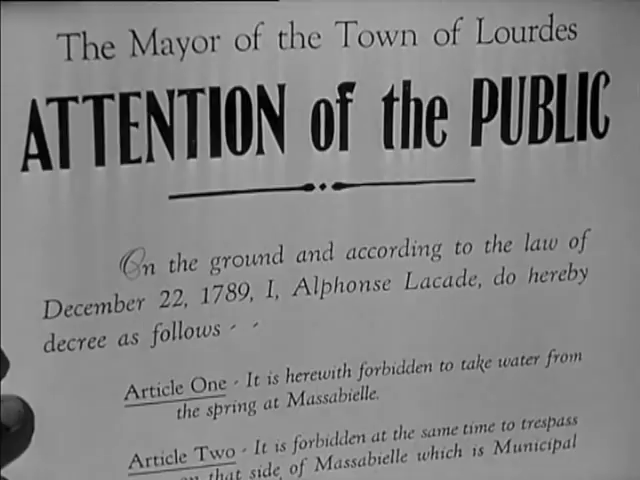 The Mayor of the Town of Lourdes
ATTENTION of the PUBLIC
On the ground and according to the law of
December 22, 1789, I, Alphonse Lacade, do hereby
decree as follows - -
Article One - It is herewith forbidden to take water from
the spring at Massabielle.
Article Two - It is forbidden at the same time to trespass
on that side of Massabielle which is Municipal